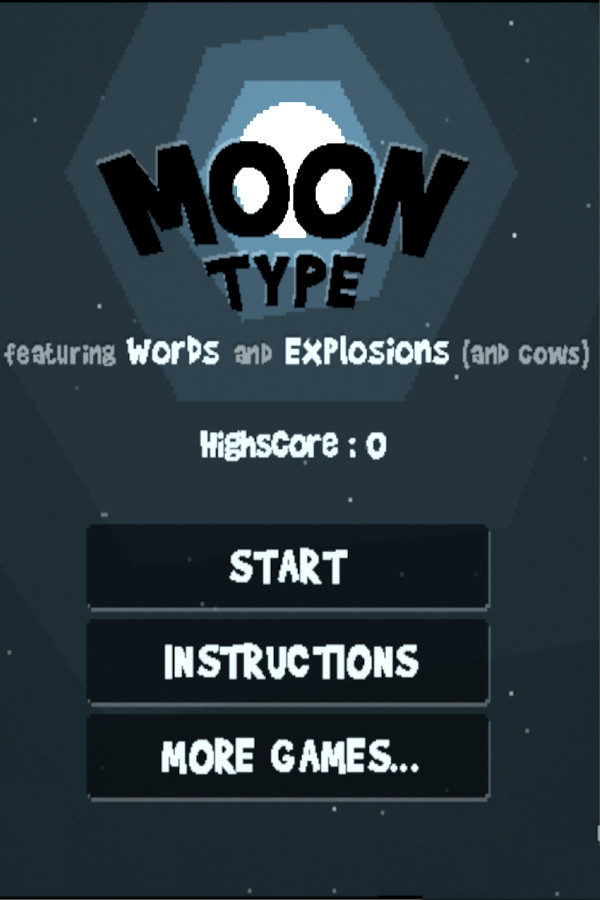 MOON
TYPE
featuring Words and Explosions (and cows)
Highscore : 0
START
INSTRUCTIONS
MORE GAMES...